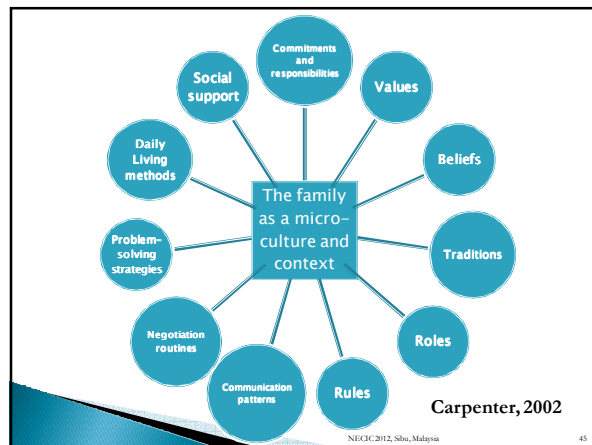 Commitments
and
responsibilities
Values
Beliefs
Traditions
Roles
Rules
Communication
patterns
Negotiation
routines
Problem-
solving
strategies
Daily
Living
methods
Social
support
The family
as a micro-
culture and
context
Carpenter, 2002
NECIC 2012, Sibu, Malaysia
45